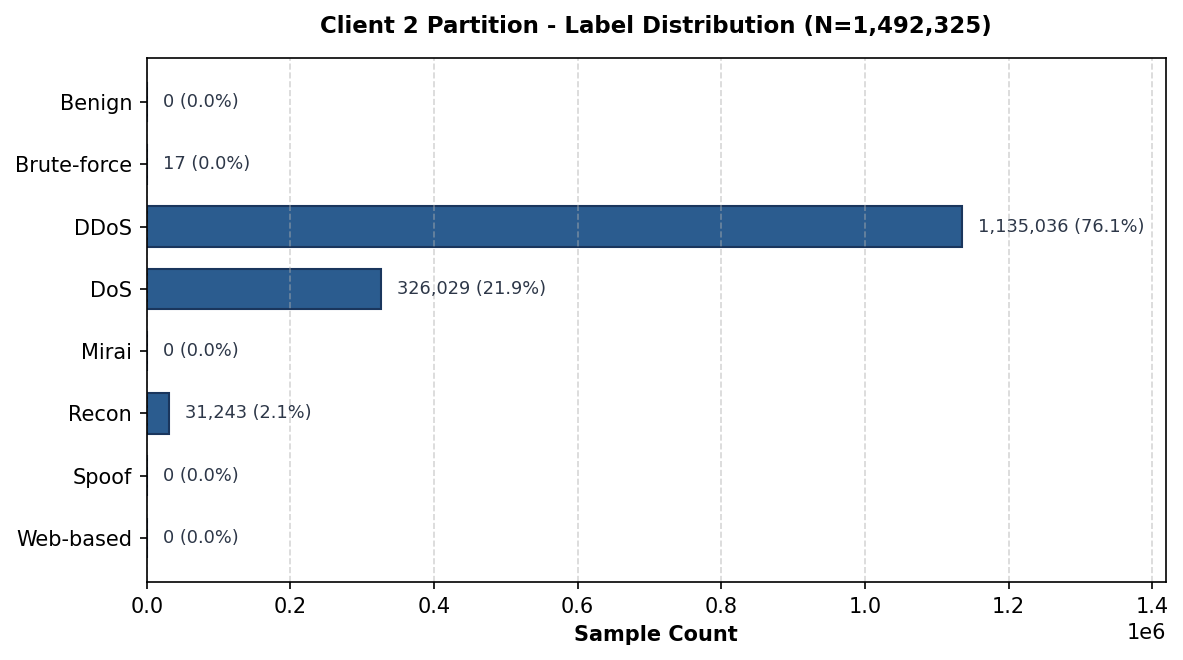 Client 2 Partition - Label Distribution (N=1,492,325)
Benign 0 (0.0%)
Brute-force 17 (0.0%)
DDoS 1,135,036 (76.1%)
DoS 326,029 (21.9%)
Mirai 0 (0.0%)
Recon 31,243 (2.1%)
Spoof 0 (0.0%)
Web-based 0 (0.0%)
0.0 0.2 0.4 0.6 0.8 1.0 1.2 1.4
1e6
Sample Count